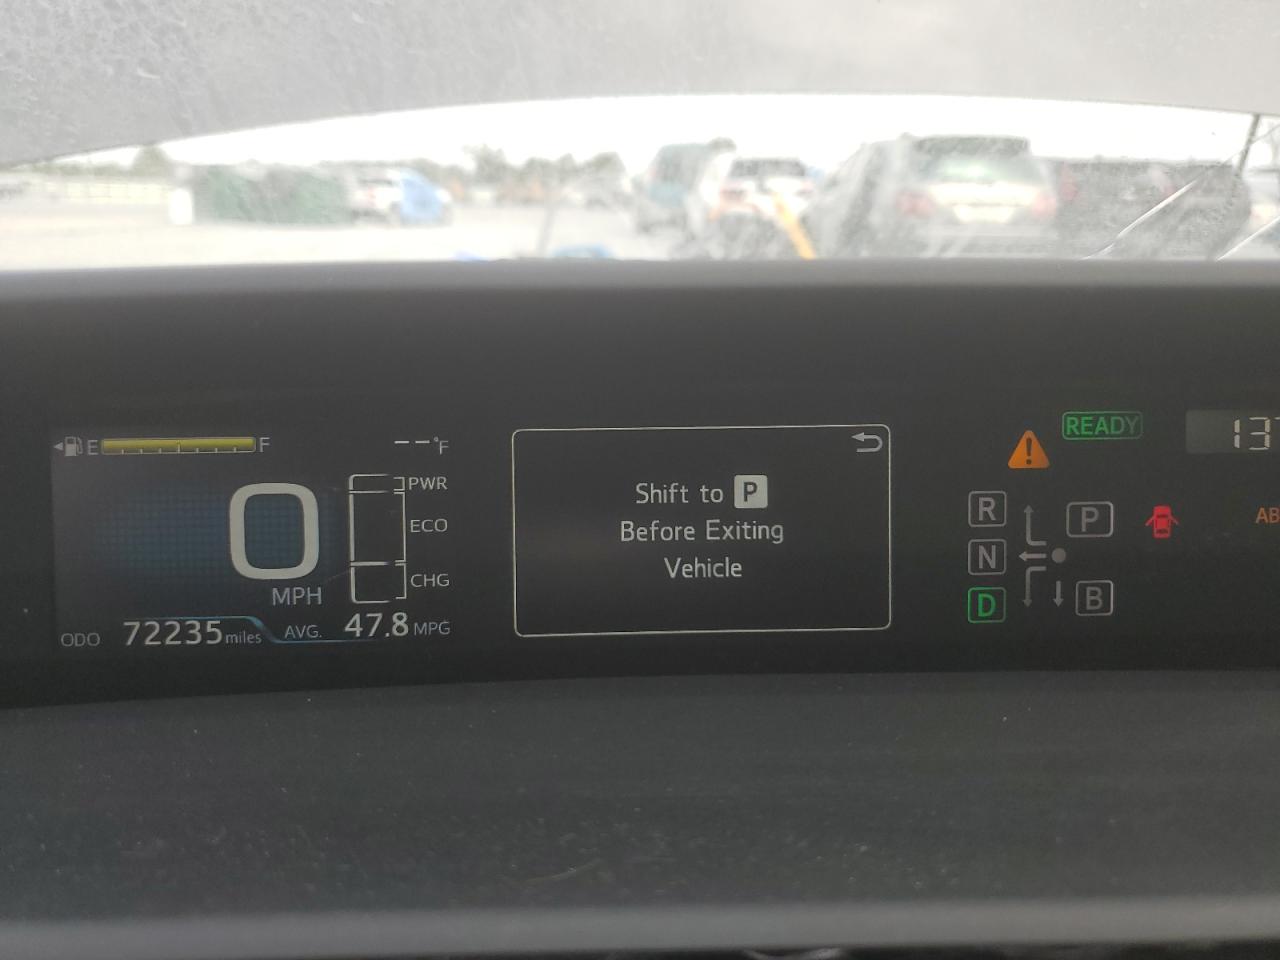 E F
--°F
0
MPH
PWR
ECO
CHG
ODO 72235 miles
AVG. 47.8 MPG
Shift to P
Before Exiting
Vehicle
READY
R
N
D
P
B